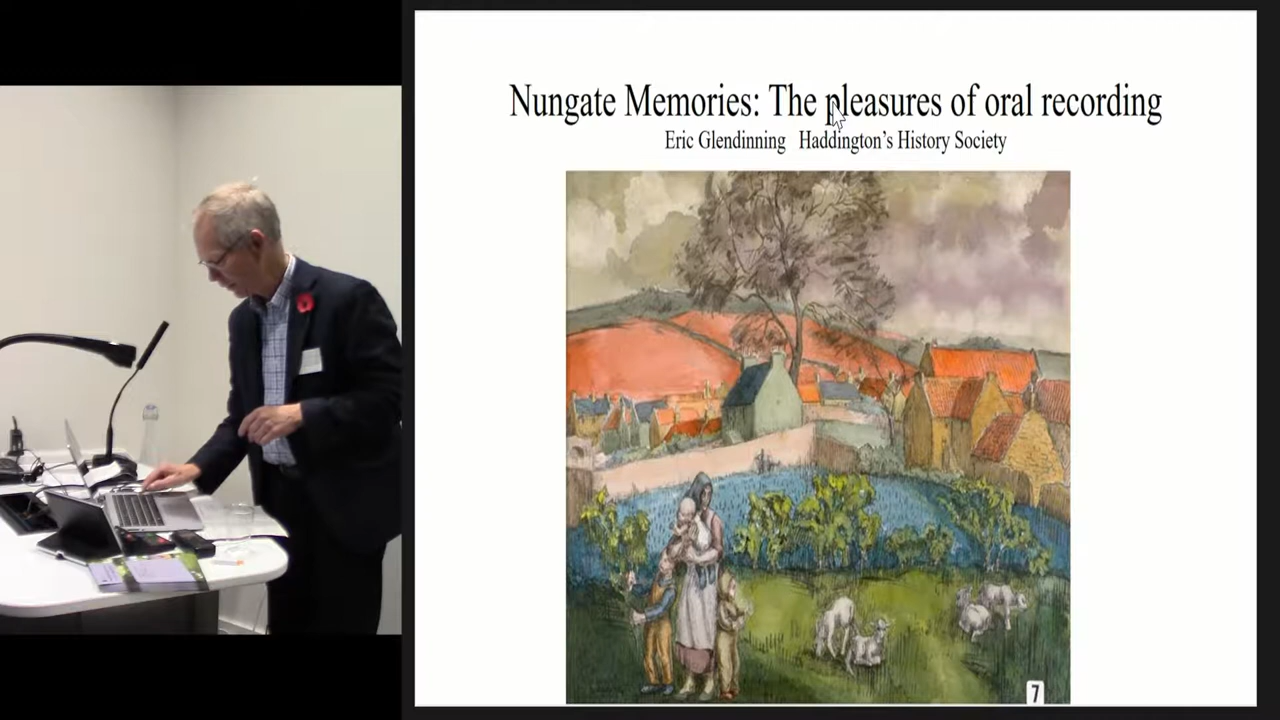 Nungate Memories: The pleasures of oral recording
Eric Glendinning Haddington's History Society
7